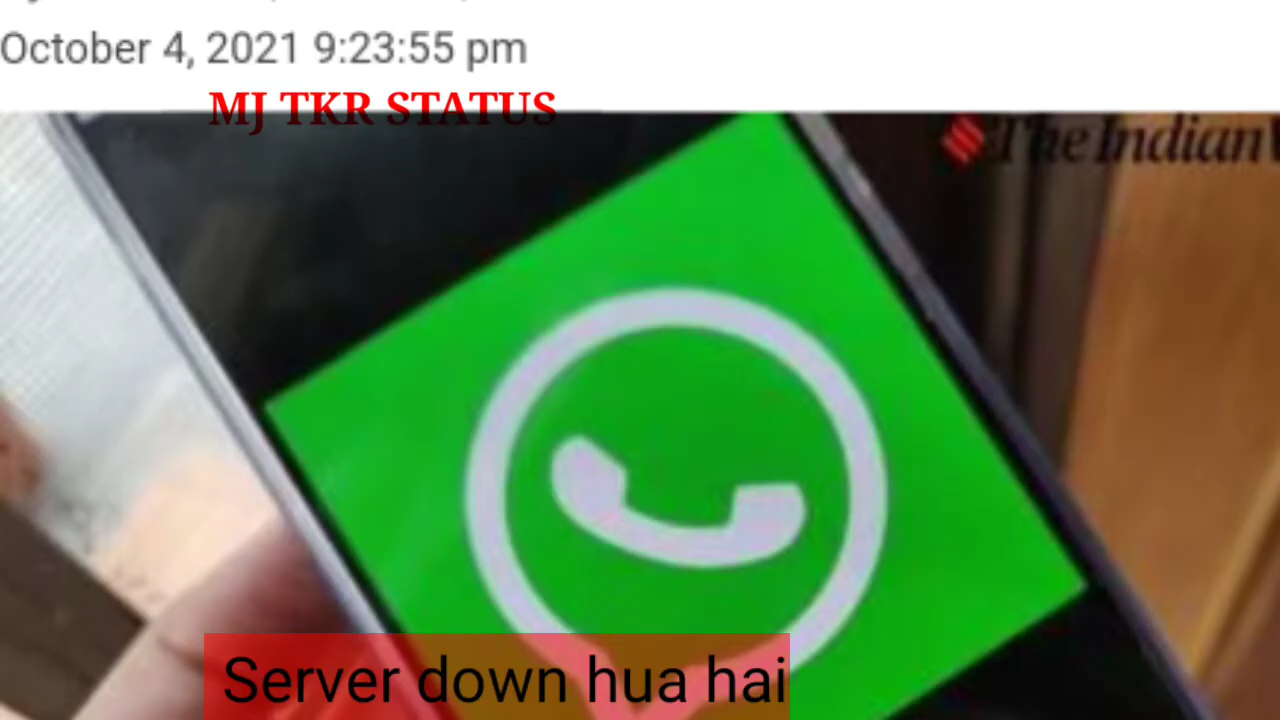 October 4, 2021 9:23:55 pm
MJ TKR STATUS
The Indian
Server down hua hai